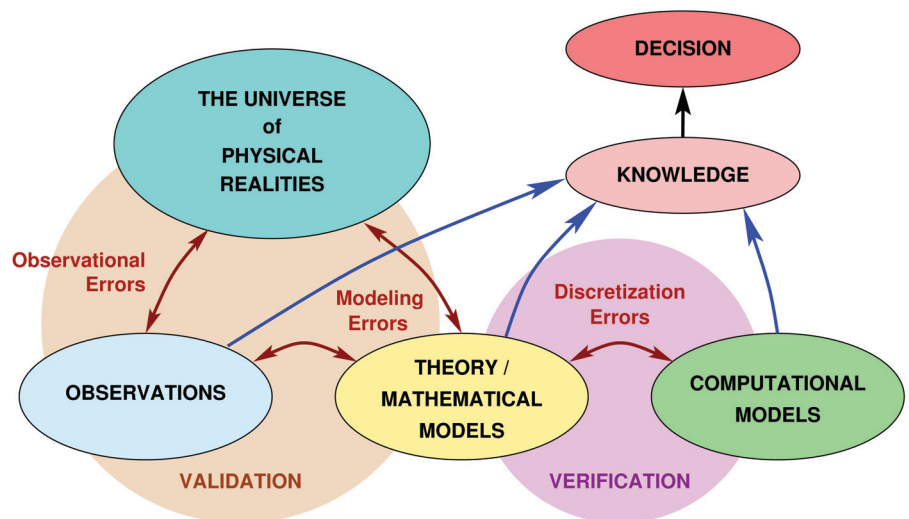 DECISION
THE UNIVERSE
of
PHYSICAL
REALITIES
KNOWLEDGE
Observational
Errors
Modeling
Errors
Discretization
Errors
OBSERVATIONS
THEORY /
MATHEMATICAL
MODELS
COMPUTATIONAL
MODELS
VALIDATION
VERIFICATION